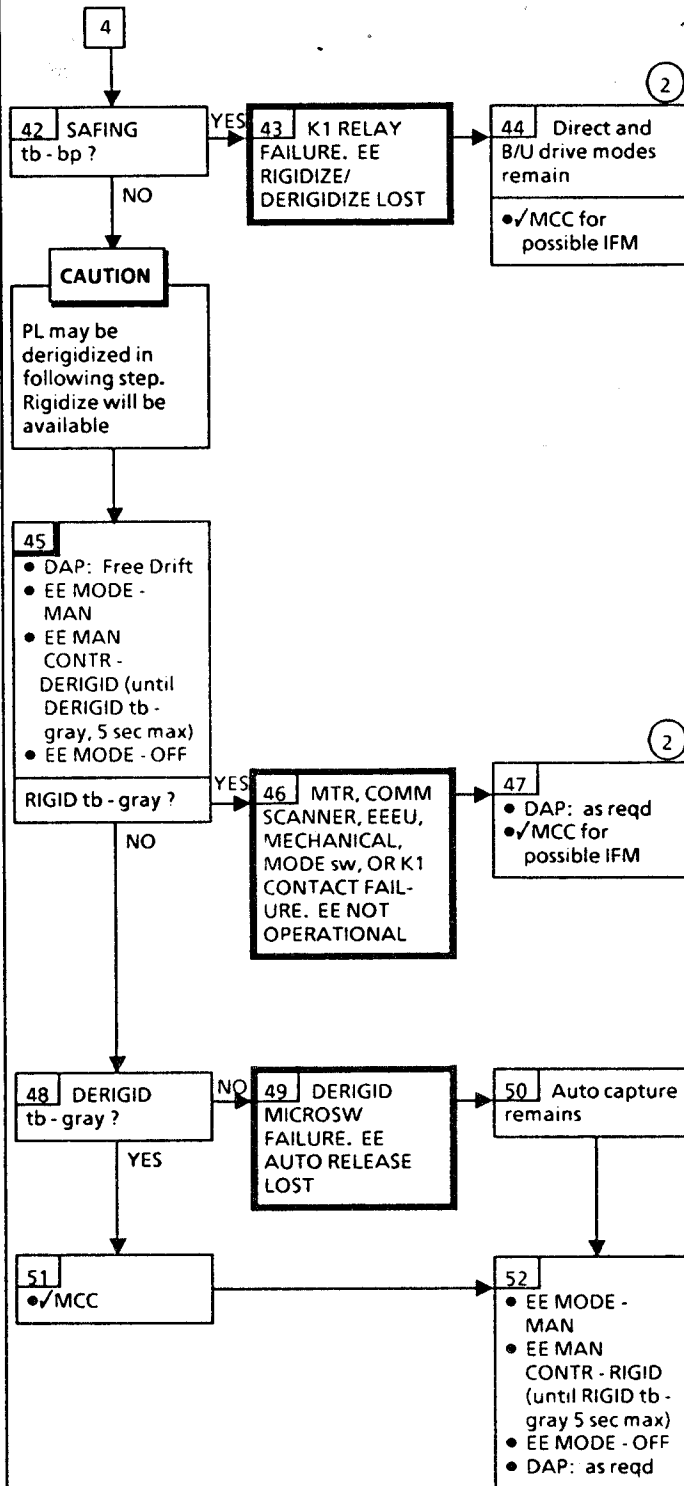 4
2
42 SAFING
tb - bp ?
YES
43 K1 RELAY
FAILURE. EE
RIGIDIZE/
DERIGIDIZE LOST
44 Direct and
B/U drive modes
remain
●√MCC for
possible IFM
NO
CAUTION
PL may be
derigidized in
following step.
Rigidize will be
available
45
● DAP: Free Drift
● EE MODE -
MAN
● EE MAN
CONTR -
DERIGID (until
DERIGID tb -
gray, 5 sec max)
● EE MODE - OFF
RIGID tb - gray ?
YES
46 MTR, COMM
SCANNER, EEEU,
MECHANICAL,
MODE sw, OR K1
CONTACT FAIL-
URE. EE NOT
OPERATIONAL
2
47
● DAP: as reqd
●√MCC for
possible IFM
NO
48 DERIGID
tb - gray ?
NO
49 DERIGID
MICROSW
FAILURE. EE
AUTO RELEASE
LOST
50 Auto capture
remains
YES
51
●√MCC
52
● EE MODE -
MAN
● EE MAN
CONTR - RIGID
(until RIGID tb -
gray 5 sec max)
● EE MODE - OFF
● DAP: as reqd